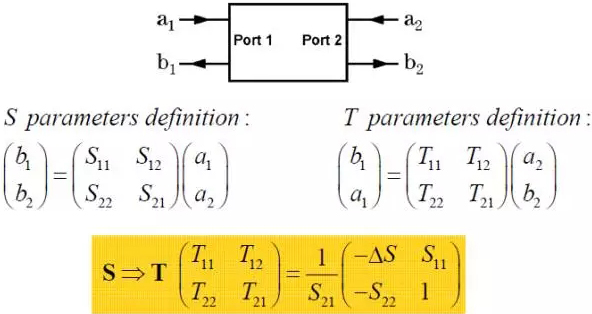 a₁ Port 1 Port 2 a₂
b₁ b₂
S parameters definition: T parameters definition:
(b₁ b₂) = (S₁₁ S₁₂ S₂₂ S₂₁)(a₁ a₂) (b₁ a₁) = (T₁₁ T₁₂ T₂₂ T₂₁)(a₂ b₂)
S ⇒ T (T₁₁ T₁₂ T₂₂ T₂₁) = 1/S₂₁ (-ΔS S₁₁ -S₂₂ 1)